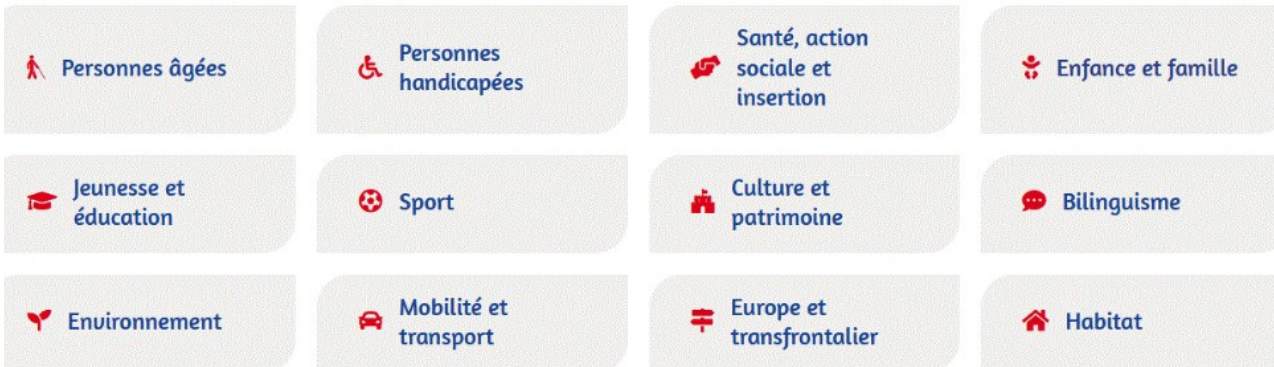 Personnes âgées
Personnes
handicapées
Santé, action
sociale et
insertion
Enfance et famille
Jeunesse et
éducation
Sport
Culture et
patrimoine
Bilinguisme
Environnement
Mobilité et
transport
Europe et
transfrontalier
Habitat